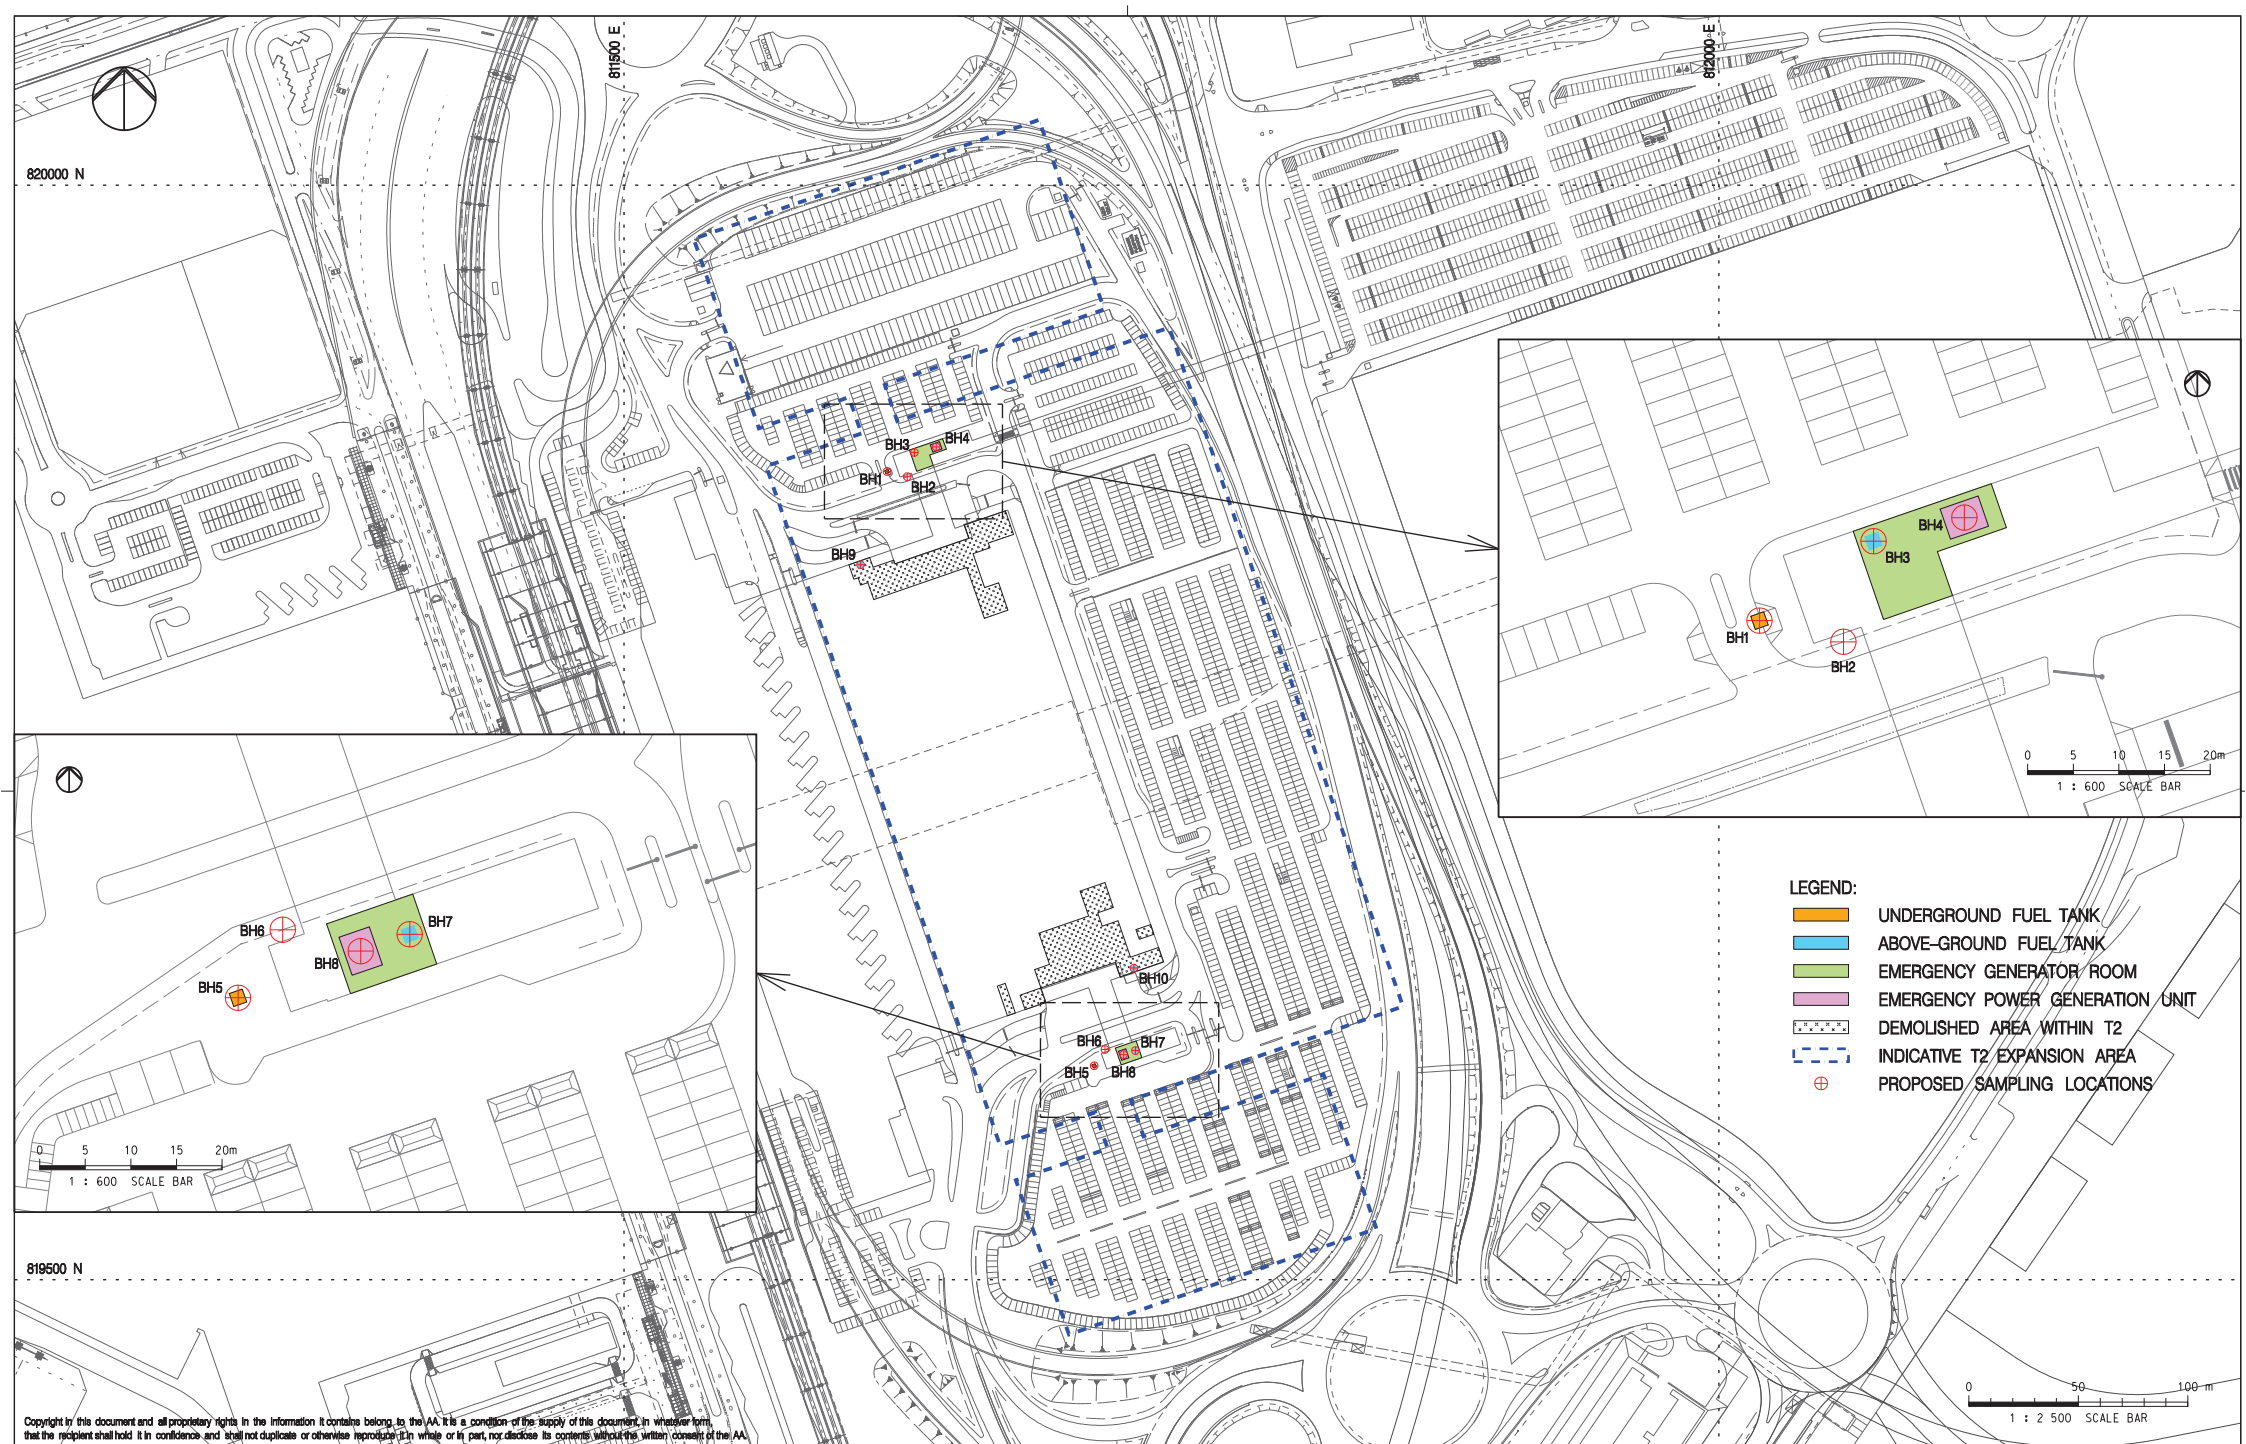 811500 E
812000 E
820000 N
BH3
BH4
BH1
BH2
BH9
BH4
BH3
BH1
BH2
0 5 10 15 20m
1 : 600 SCALE BAR
BH6
BH7
BH8
BH5
0 5 10 15 20m
1 : 600 SCALE BAR
BH10
BH6
BH7
BH5
BH8
LEGEND:
UNDERGROUND FUEL TANK
ABOVE-GROUND FUEL TANK
EMERGENCY GENERATOR ROOM
EMERGENCY POWER GENERATION UNIT
DEMOLISHED AREA WITHIN T2
INDICATIVE T2 EXPANSION AREA
PROPOSED SAMPLING LOCATIONS
819500 N
0 50 100 m
1 : 2 500 SCALE BAR
Copyright in this document and all proprietary rights in the information it contains belong to the AA. It is a condition of the supply of this document, in whatever form,
that the recipient shall hold it in confidence and shall not duplicate or otherwise reproduce it in whole or in part, nor disclose its contents without the written consent of the AA.